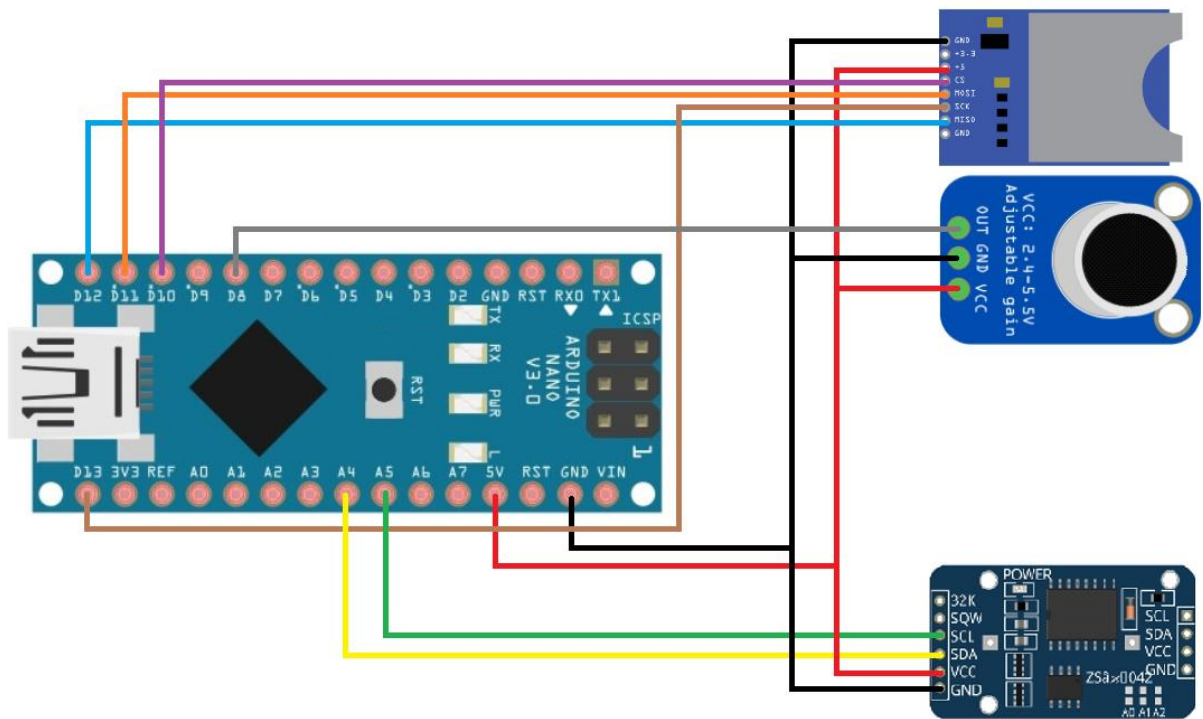 GND
+3.3
+5
CS
MOSI
SCK
MISO
GND
OUT GND VCC
VCC: 2.4-5.5V
Adjustable gain
D12 D11 D10 D9 D8 D7 D6 D5 D4 D3 D2 GND RST RX0 TX1
TX
RX
PWR
L
RST
ICSP
1
ARDUINO
NANO
V3.0
D13 3V3 REF A0 A1 A2 A3 A4 A5 A6 A7 5V RST GND VIN
POWER
32K
SQW
SCL
SDA
VCC
GND
SCL
SDA
VCC
GND
A0 A1 A2